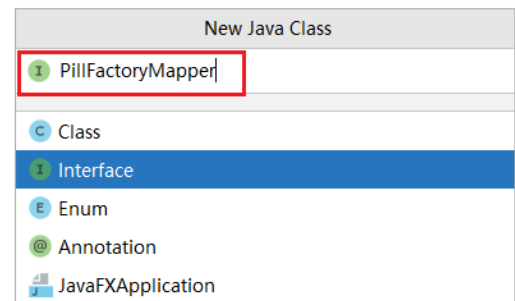 New Java Class
I PillFactoryMapper
C Class
I Interface
E Enum
@ Annotation
J JavaFXApplication